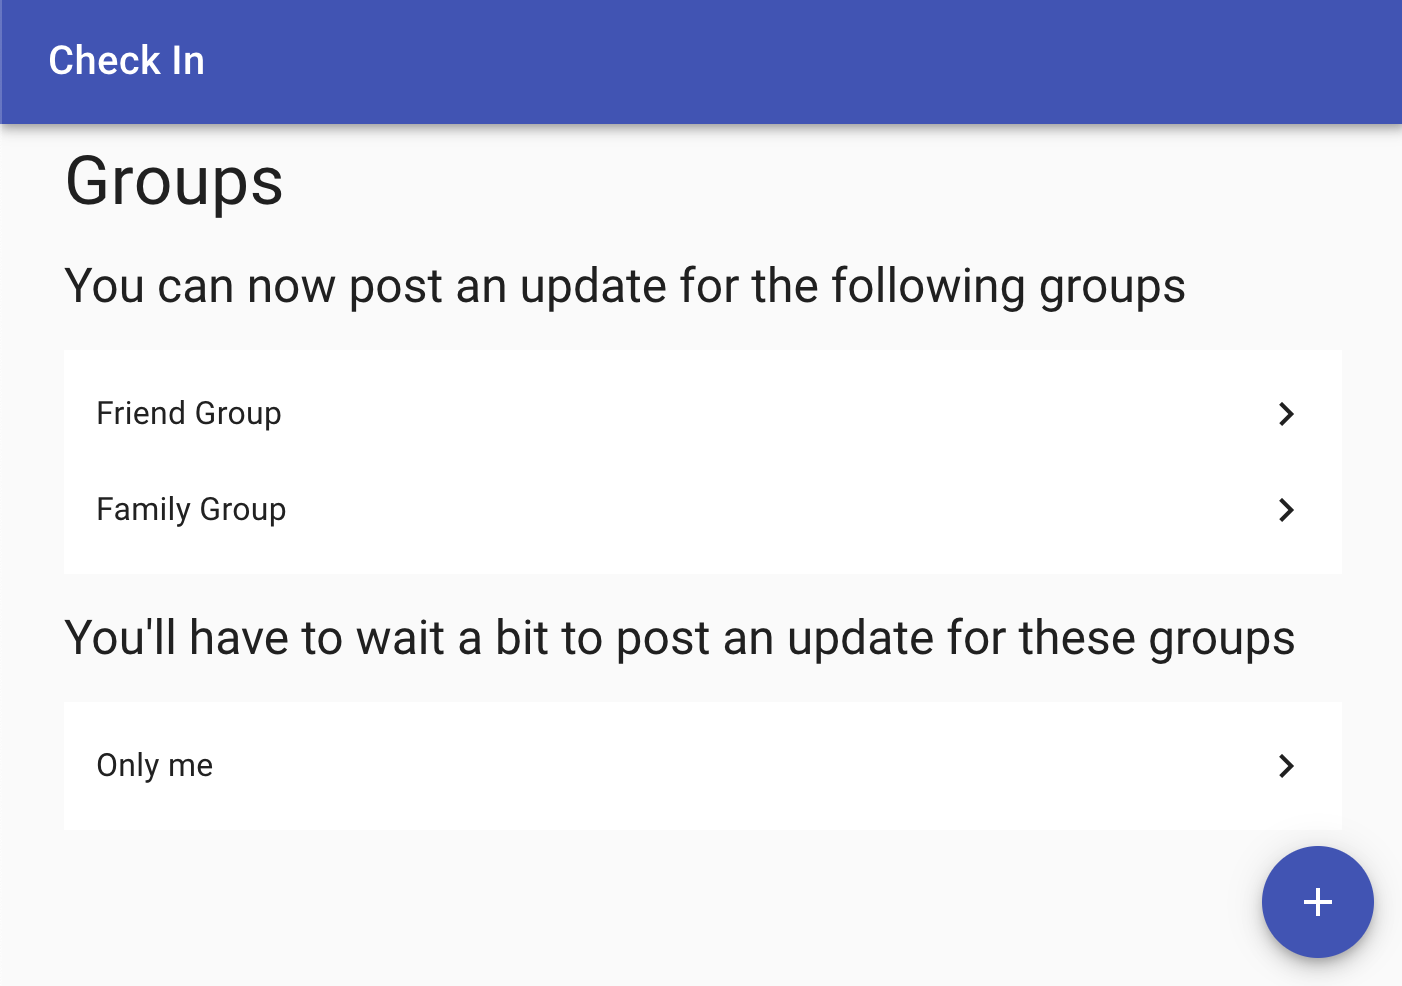 Check In
Groups
You can now post an update for the following groups
Friend Group
Family Group
You'll have to wait a bit to post an update for these groups
Only me